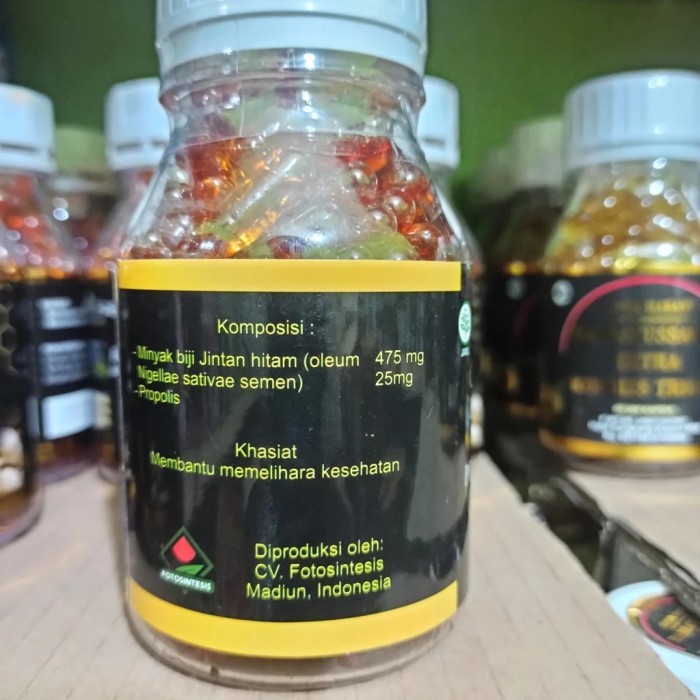 Komposisi :
-Minyak biji Jintan hitam (oleum 475 mg
Nigellae sativae semen) 25mg
-Propolis
Khasiat
Membantu memelihara kesehatan
FOTOSINTESIS
Diproduksi oleh:
CV. Fotosintesis
Madiun, Indonesia
EXTRA